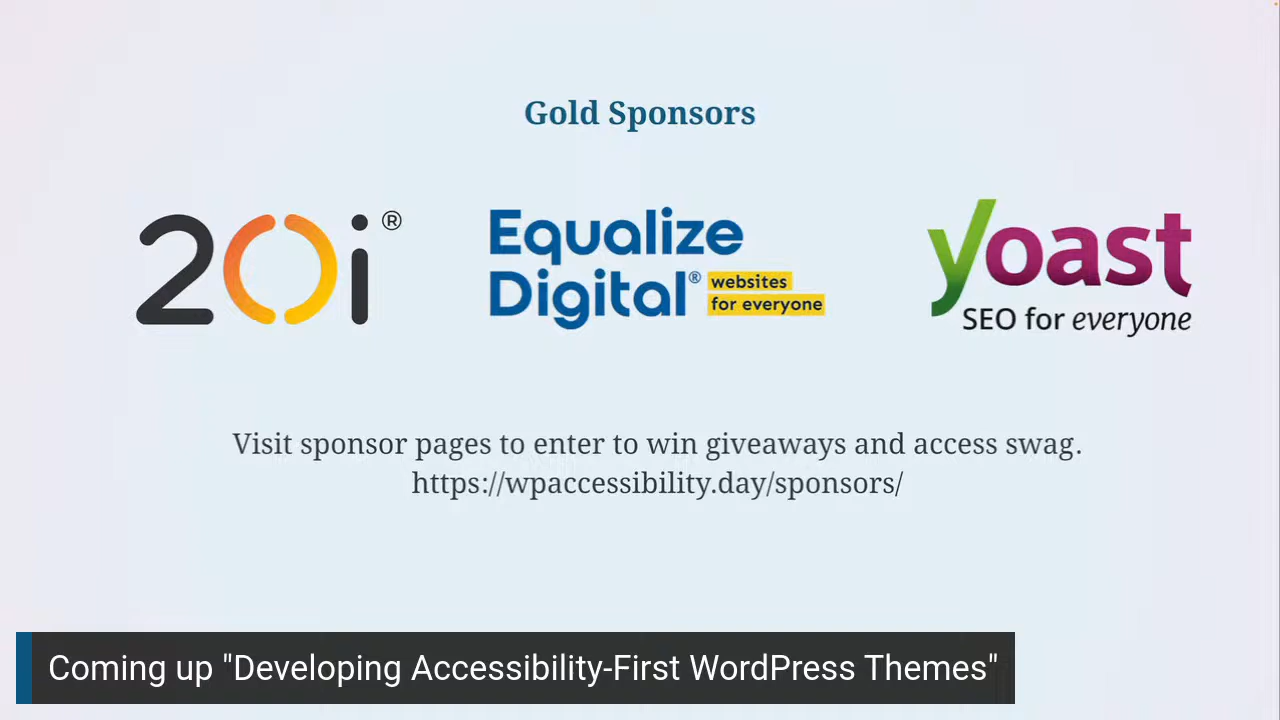 Gold Sponsors
20i®
Equalize
Digital® websites
for everyone
yoast
SEO for everyone
Visit sponsor pages to enter to win giveaways and access swag.
https://wpaccessibility.day/sponsors/
Coming up "Developing Accessibility-First WordPress Themes"